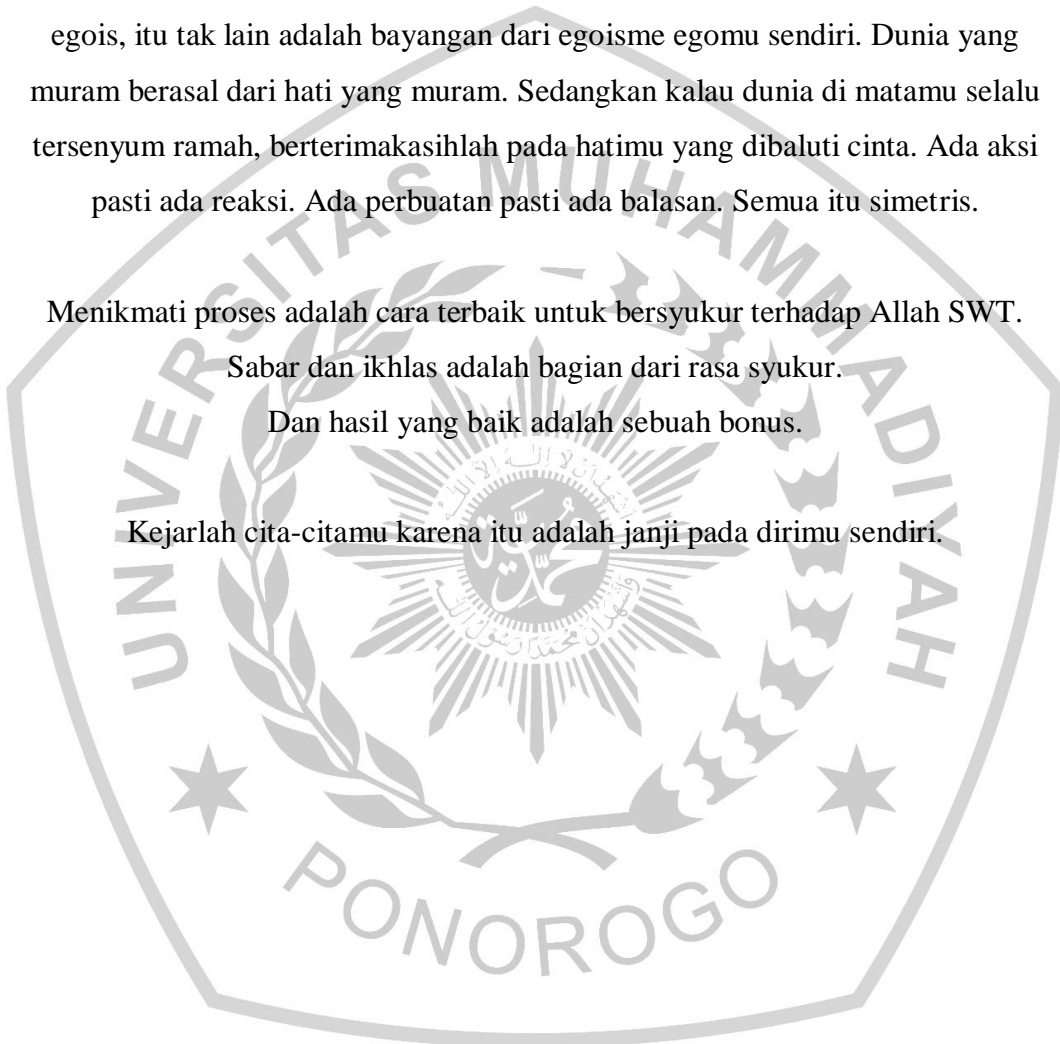 egois, itu tak lain adalah bayangan dari egoisme egomu sendiri. Dunia yang
muram berasal dari hati yang muram. Sedangkan kalau dunia di matamu selalu
tersenyum ramah, berterimakasihlah pada hatimu yang dibaluti cinta. Ada aksi
pasti ada reaksi. Ada perbuatan pasti ada balasan. Semua itu simetris.
Menikmati proses adalah cara terbaik untuk bersyukur terhadap Allah SWT.
Sabar dan ikhlas adalah bagian dari rasa syukur.
Dan hasil yang baik adalah sebuah bonus.
Kejarlah cita-citamu karena itu adalah janji pada dirimu sendiri.
UNIVERSITAS MUHAMMADIYAH
PONOROGO